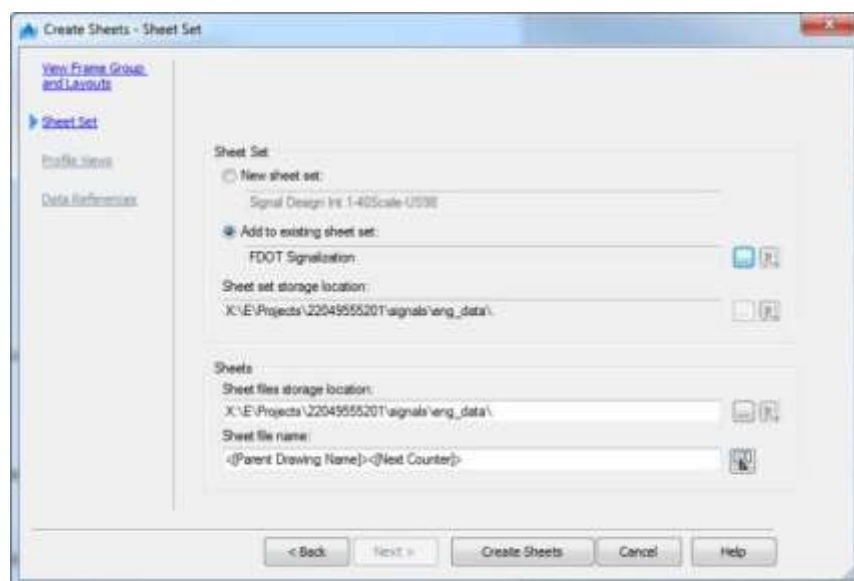 Create Sheets - Sheet Set
View Frame Group
and Layouts
Sheet Set
Profile Views
Data References
Sheet Set
New sheet set:
Signal Design Int 1-40Scale-US98
Add to existing sheet set:
FDOT Signalization
...
Sheet set storage location:
X:\E\Projects\22049555201\signals\eng_data\
...
Sheets
Sheet files storage location:
X:\E\Projects\22049555201\signals\eng_data\
...
Sheet file name:
<[Parent Drawing Name]><[Next Counter]>
< Back
Next >
Create Sheets
Cancel
Help